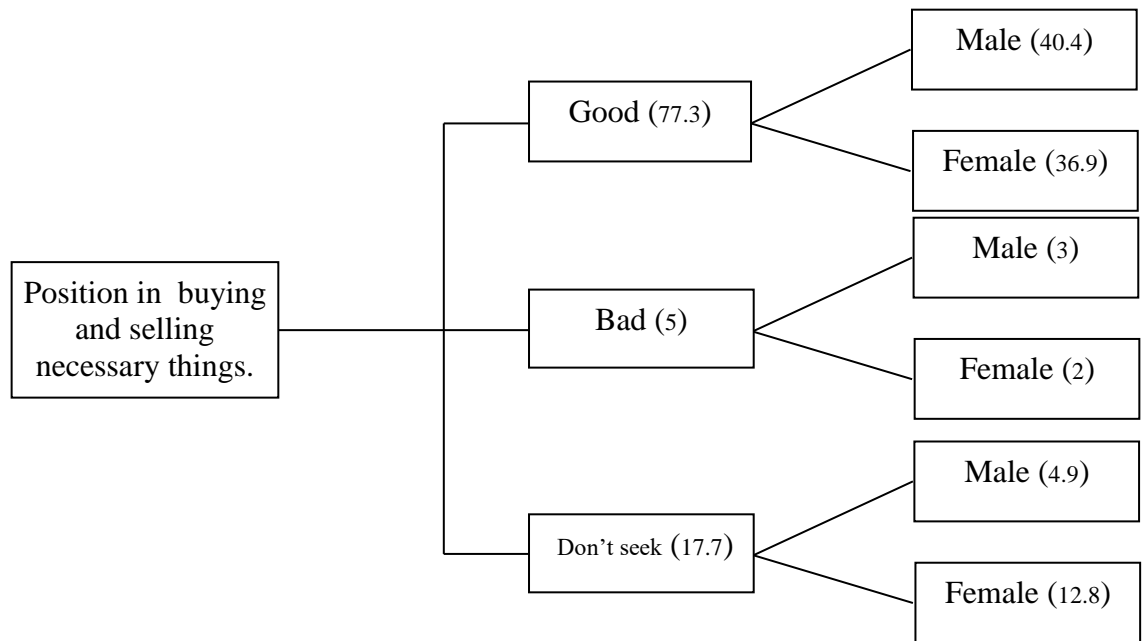 Position in buying
and selling
necessary things.
Good (77.3)
Male (40.4)
Female (36.9)
Bad (5)
Male (3)
Female (2)
Don’t seek (17.7)
Male (4.9)
Female (12.8)